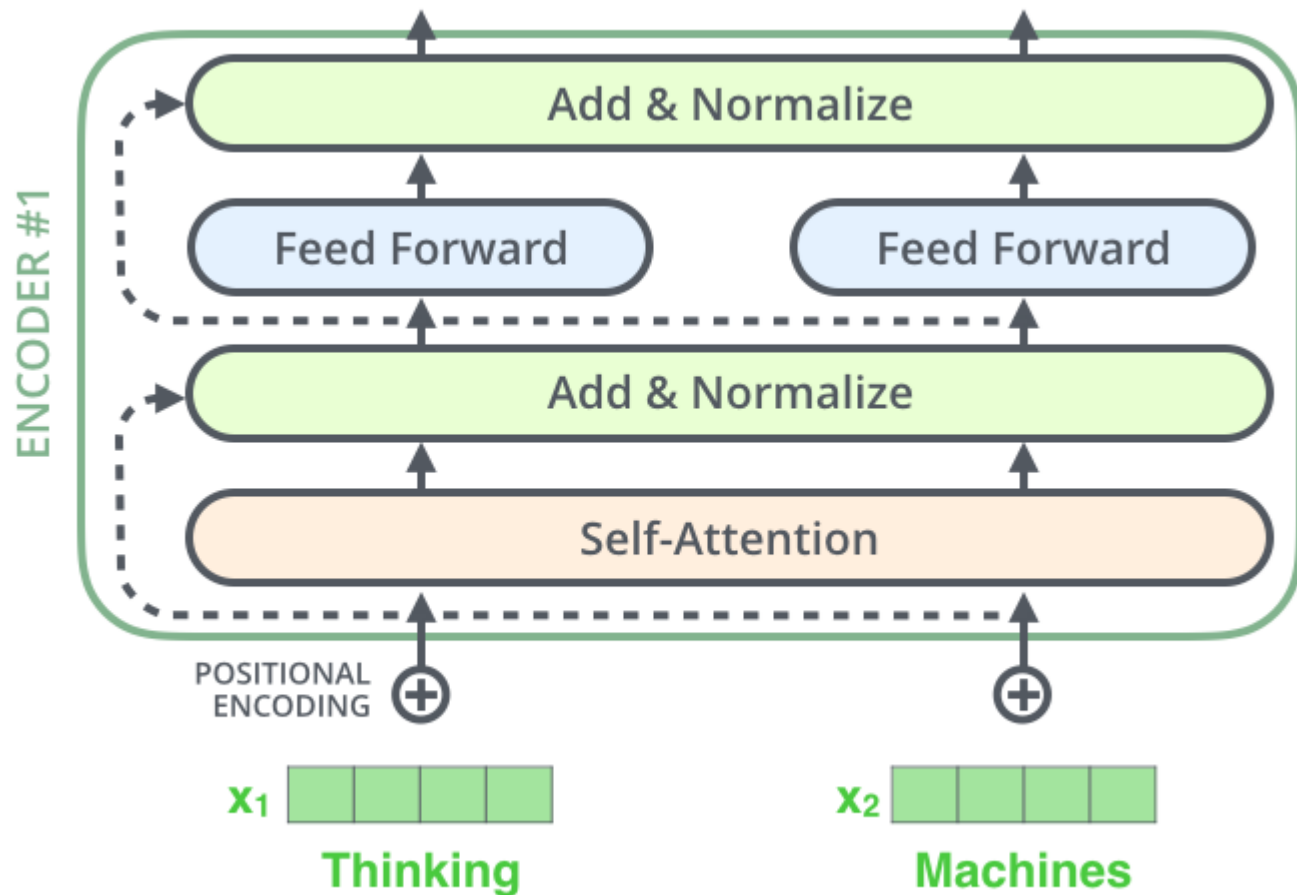 ENCODER #1
Add & Normalize
Feed Forward
Feed Forward
Add & Normalize
Self-Attention
POSITIONAL
ENCODING
x₁
x₂
Thinking
Machines